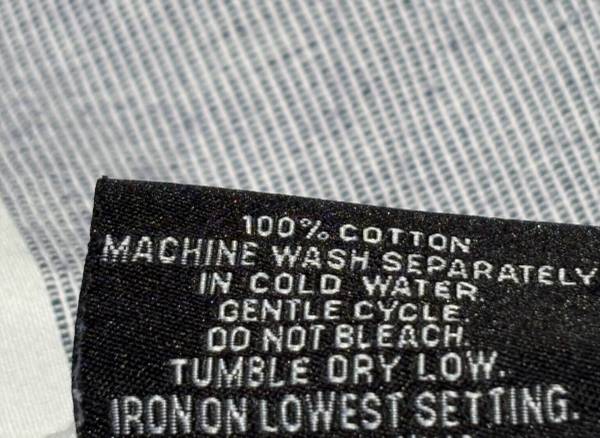 100% COTTON
MACHINE WASH SEPARATELY
IN COLD WATER.
GENTLE CYCLE.
DO NOT BLEACH.
TUMBLE DRY LOW.
IRON ON LOWEST SETTING.